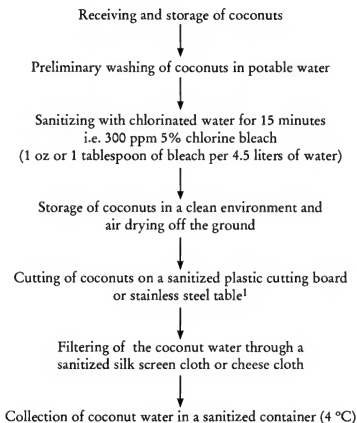 Receiving and storage of coconuts
Preliminary washing of coconuts in potable water
Sanitizing with chlorinated water for 15 minutes
i.e. 300 ppm 5% chlorine bleach
(1 oz or 1 tablespoon of bleach per 4.5 liters of water)
Storage of coconuts in a clean environment and
air drying off the ground
Cutting of coconuts on a sanitized plastic cutting board
or stainless steel table¹
Filtering of the coconut water through a
sanitized silk screen cloth or cheese cloth
Collection of coconut water in a sanitized container (4 °C)